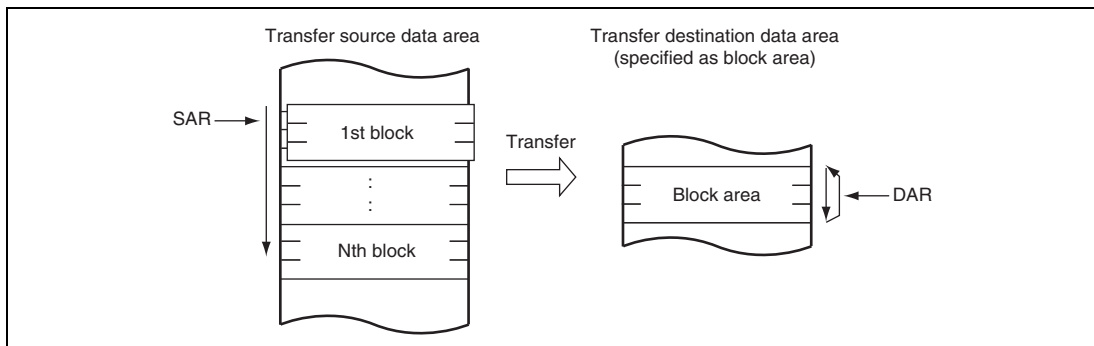 Transfer source data area
Transfer destination data area
(specified as block area)
SAR
1st block
Transfer
:
:
Block area
DAR
Nth block